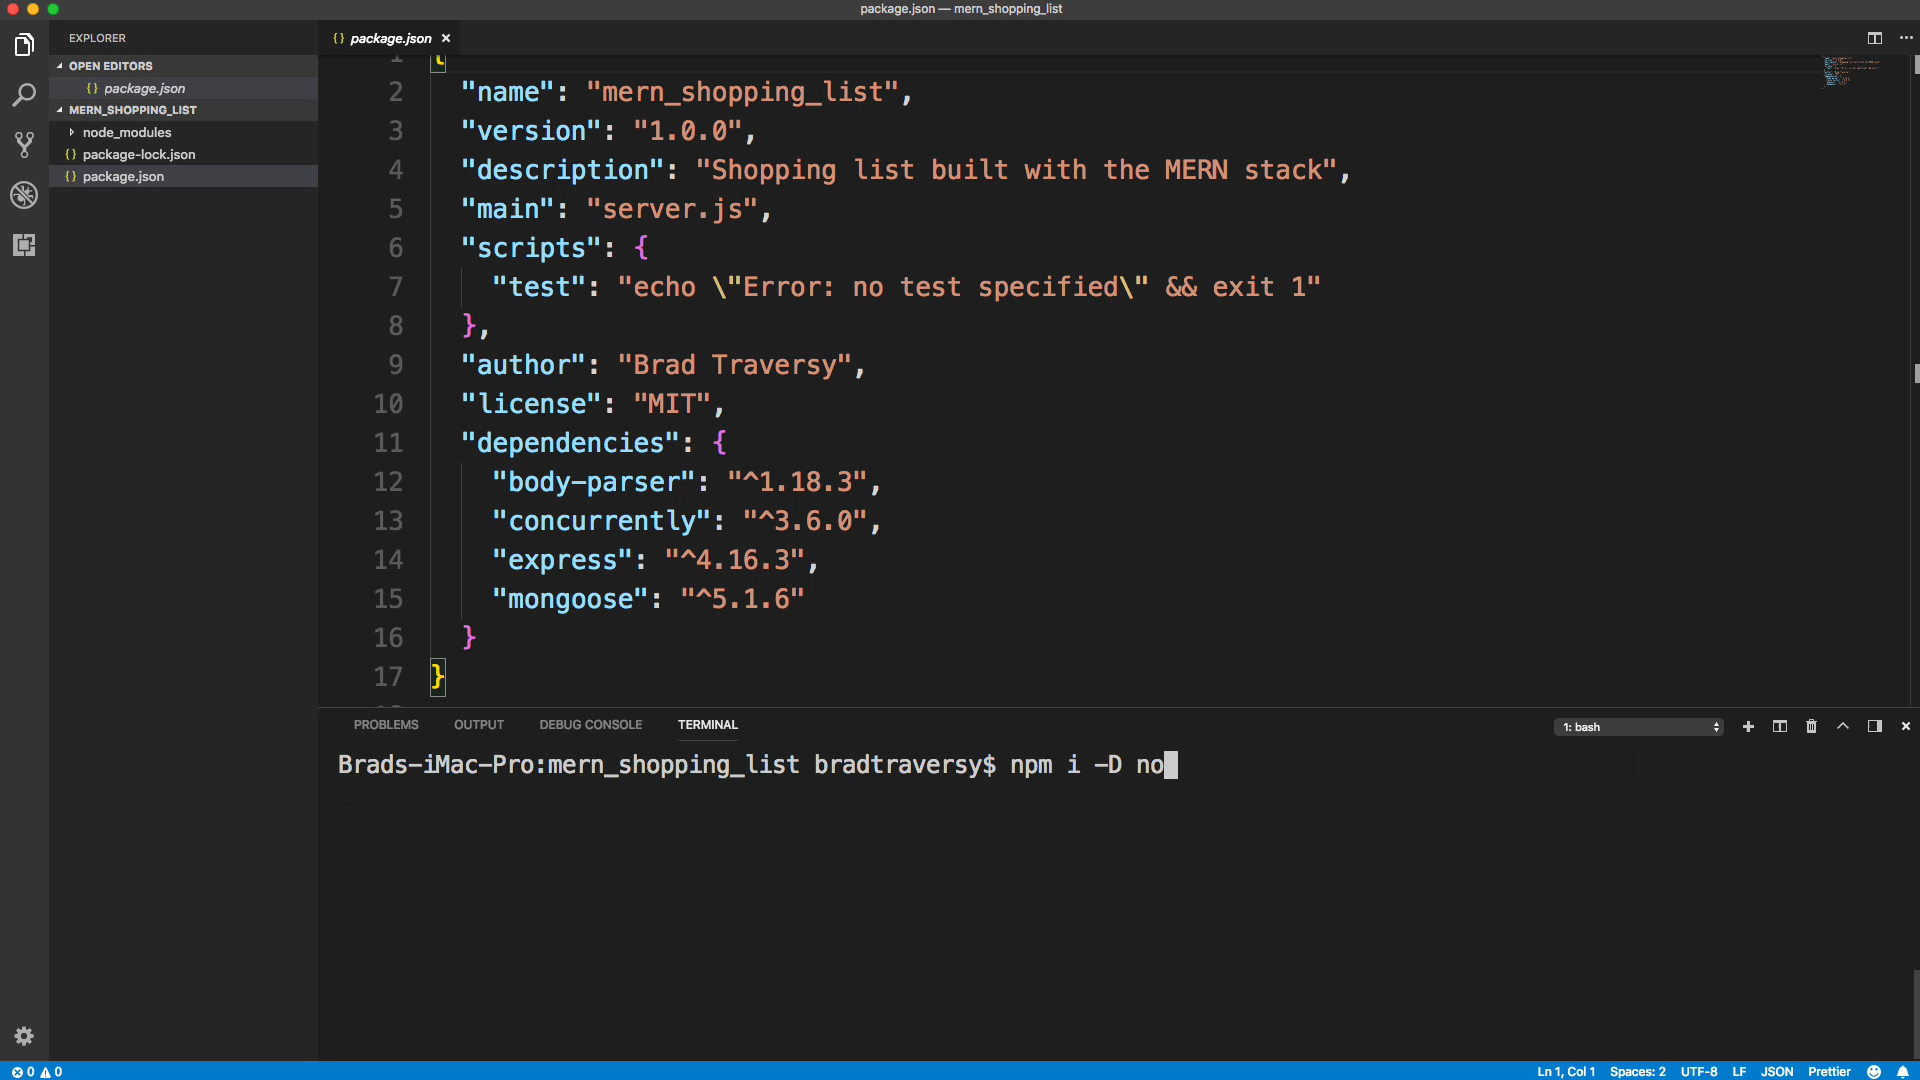 package.json — mern_shopping_list
EXPLORER
OPEN EDITORS
{} package.json
MERN_SHOPPING_LIST
node_modules
{} package-lock.json
{} package.json
{} package.json ×
1 {
2 "name": "mern_shopping_list",
3 "version": "1.0.0",
4 "description": "Shopping list built with the MERN stack",
5 "main": "server.js",
6 "scripts": {
7 "test": "echo \"Error: no test specified\" && exit 1"
8 },
9 "author": "Brad Traversy",
10 "license": "MIT",
11 "dependencies": {
12 "body-parser": "^1.18.3",
13 "concurrently": "^3.6.0",
14 "express": "^4.16.3",
15 "mongoose": "^5.1.6"
16 }
17 }
PROBLEMS OUTPUT DEBUG CONSOLE TERMINAL 1: bash
Brads-iMac-Pro:mern_shopping_list bradtraversy$ npm i -D no
0 0 Ln 1, Col 1 Spaces: 2 UTF-8 LF JSON Prettier